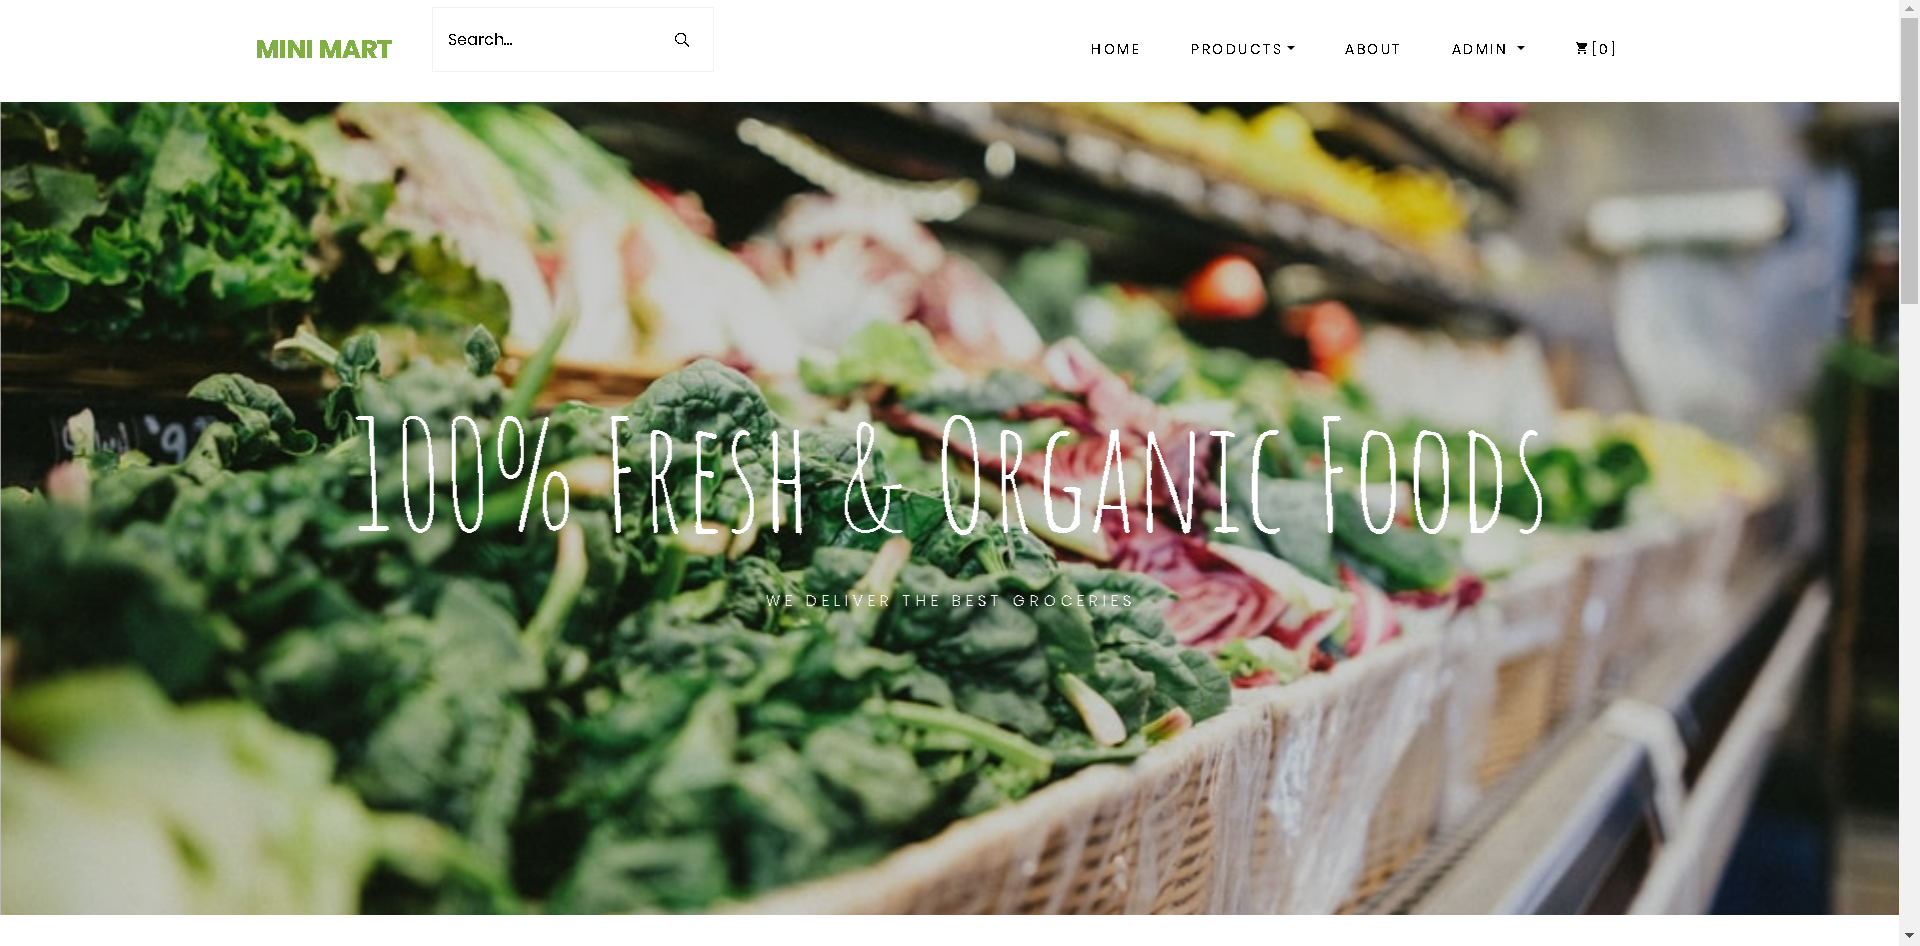 MINI MART
Search...
HOME
PRODUCTS
ABOUT
ADMIN
[0]
100% Fresh & Organic Foods
WE DELIVER THE BEST GROCERIES